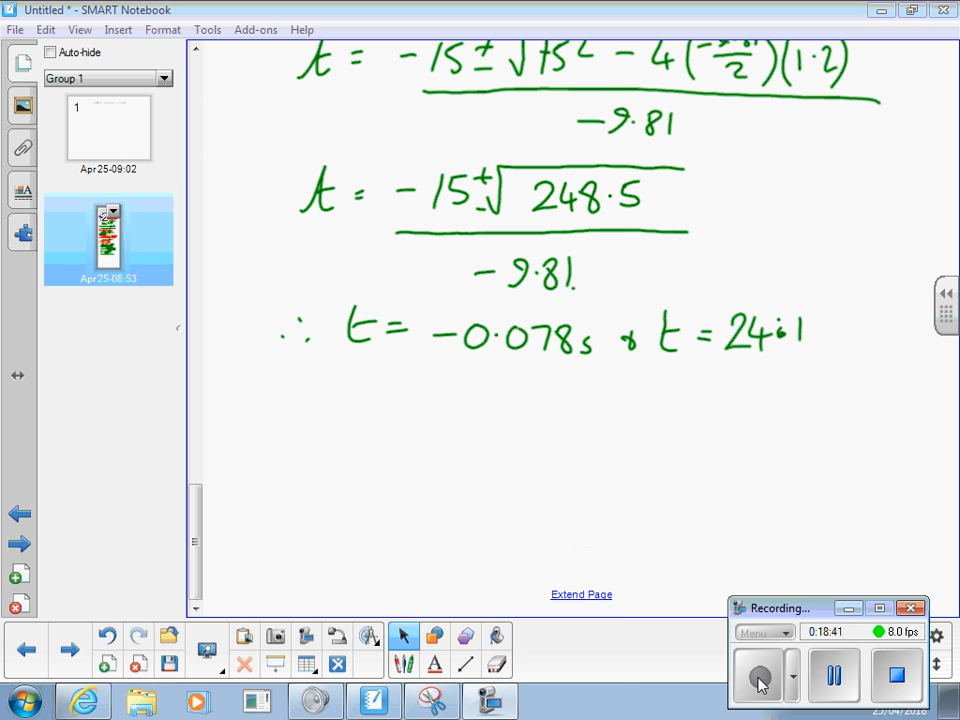 Untitled * - SMART Notebook
File Edit View Insert Format Tools Add-ons Help
Auto-hide
Group 1
1
Apr25-09:02
Apr25-08:53
t = -15 ± √15² - 4(-9.81/2)(1·2)
-9·81
t = -15 ± √248·5
-9·81
∴ t = -0·078s & t = 24.1
Extend Page
Recording...
Menu
0:18:41
8.0 fps